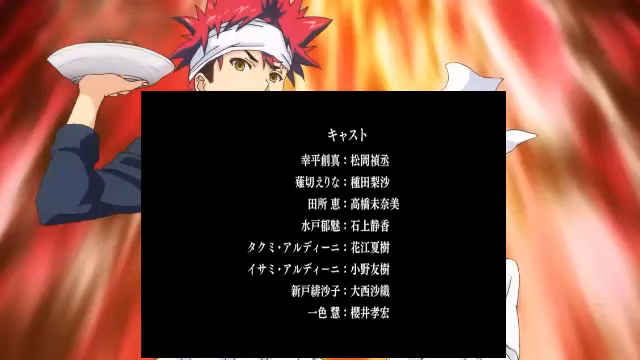 キャスト
幸平創真：松岡禎丞
薙切えりな：種田梨沙
田所 恵：高橋未奈美
水戸郁魅：石上静香
タクミ・アルディーニ：花江夏樹
イサミ・アルディーニ：小野友樹
新戸緋沙子：大西沙織
一色 慧：櫻井孝宏